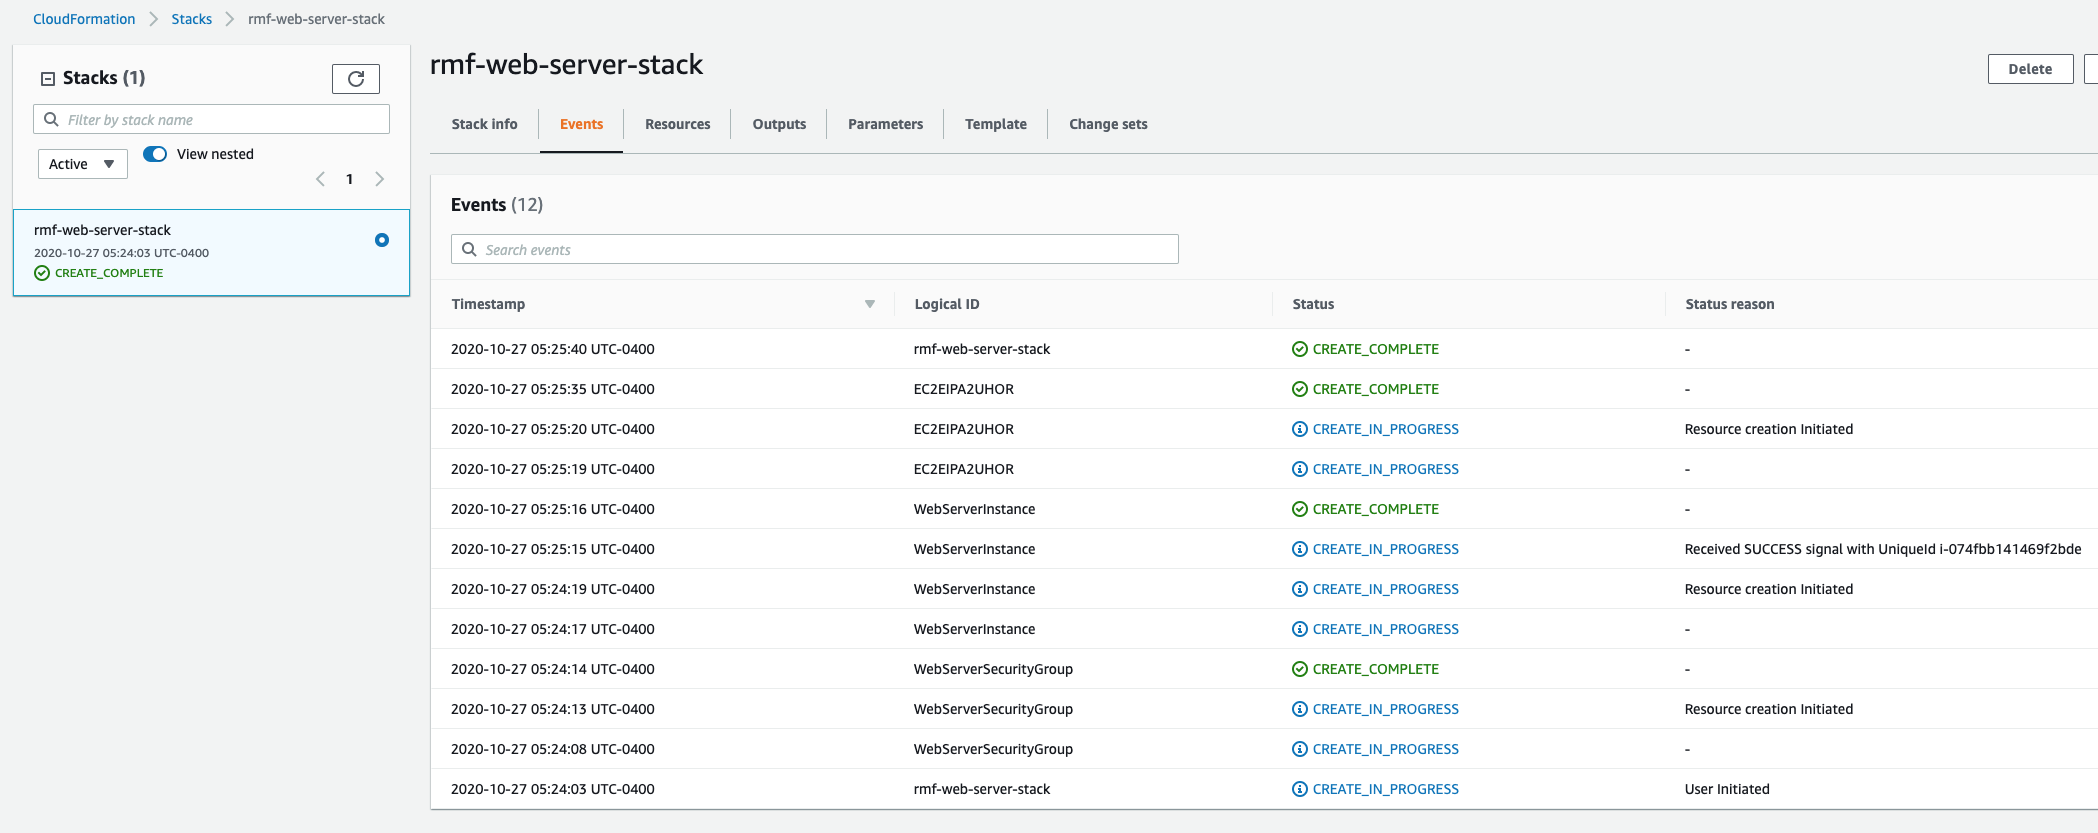 CloudFormation > Stacks > rmf-web-server-stack
Stacks (1)
Filter by stack name
Active
View nested
1
rmf-web-server-stack
2020-10-27 05:24:03 UTC-0400
CREATE_COMPLETE
rmf-web-server-stack
Delete
Stack info Events Resources Outputs Parameters Template Change sets
Events (12)
Search events
Timestamp Logical ID Status Status reason
2020-10-27 05:25:40 UTC-0400 rmf-web-server-stack CREATE_COMPLETE -
2020-10-27 05:25:35 UTC-0400 EC2EIPA2UHOR CREATE_COMPLETE -
2020-10-27 05:25:20 UTC-0400 EC2EIPA2UHOR CREATE_IN_PROGRESS Resource creation Initiated
2020-10-27 05:25:19 UTC-0400 EC2EIPA2UHOR CREATE_IN_PROGRESS -
2020-10-27 05:25:16 UTC-0400 WebServerInstance CREATE_COMPLETE -
2020-10-27 05:25:15 UTC-0400 WebServerInstance CREATE_IN_PROGRESS Received SUCCESS signal with UniqueId i-074fbb141469f2bde
2020-10-27 05:24:19 UTC-0400 WebServerInstance CREATE_IN_PROGRESS Resource creation Initiated
2020-10-27 05:24:17 UTC-0400 WebServerInstance CREATE_IN_PROGRESS -
2020-10-27 05:24:14 UTC-0400 WebServerSecurityGroup CREATE_COMPLETE -
2020-10-27 05:24:13 UTC-0400 WebServerSecurityGroup CREATE_IN_PROGRESS Resource creation Initiated
2020-10-27 05:24:08 UTC-0400 WebServerSecurityGroup CREATE_IN_PROGRESS -
2020-10-27 05:24:03 UTC-0400 rmf-web-server-stack CREATE_IN_PROGRESS User Initiated